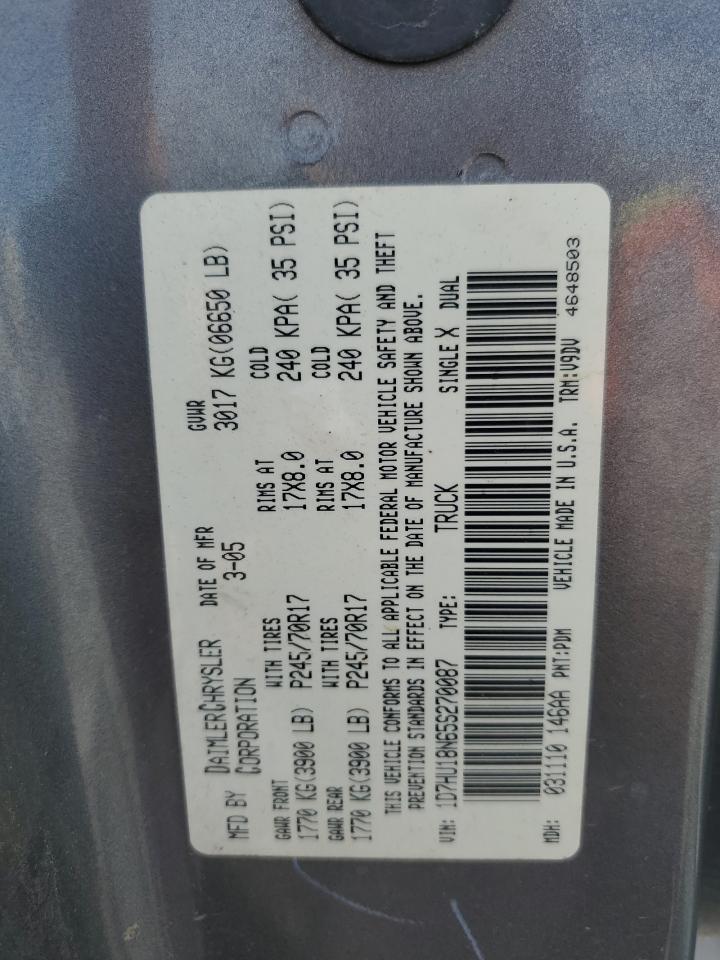 MFD BY DAIMLERCHRYSLER CORPORATION DATE OF MFR 3-05 GVWR 3017 KG(06650 LB)
GAWR FRONT WITH TIRES RIMS AT COLD
1770 KG(3900 LB) P245/70R17 17X8.0 240 KPA( 35 PSI)
GAWR REAR WITH TIRES RIMS AT COLD
1770 KG(3900 LB) P245/70R17 17X8.0 240 KPA( 35 PSI)
THIS VEHICLE CONFORMS TO ALL APPLICABLE FEDERAL MOTOR VEHICLE SAFETY AND THEFT
PREVENTION STANDARDS IN EFFECT ON THE DATE OF MANUFACTURE SHOWN ABOVE.
VIN: 1D7HU18N65S270087 TYPE: TRUCK SINGLE X DUAL
MDH: 031110 146AA PNT:PDM VEHICLE MADE IN U.S.A. TRM:V9DV
4648503